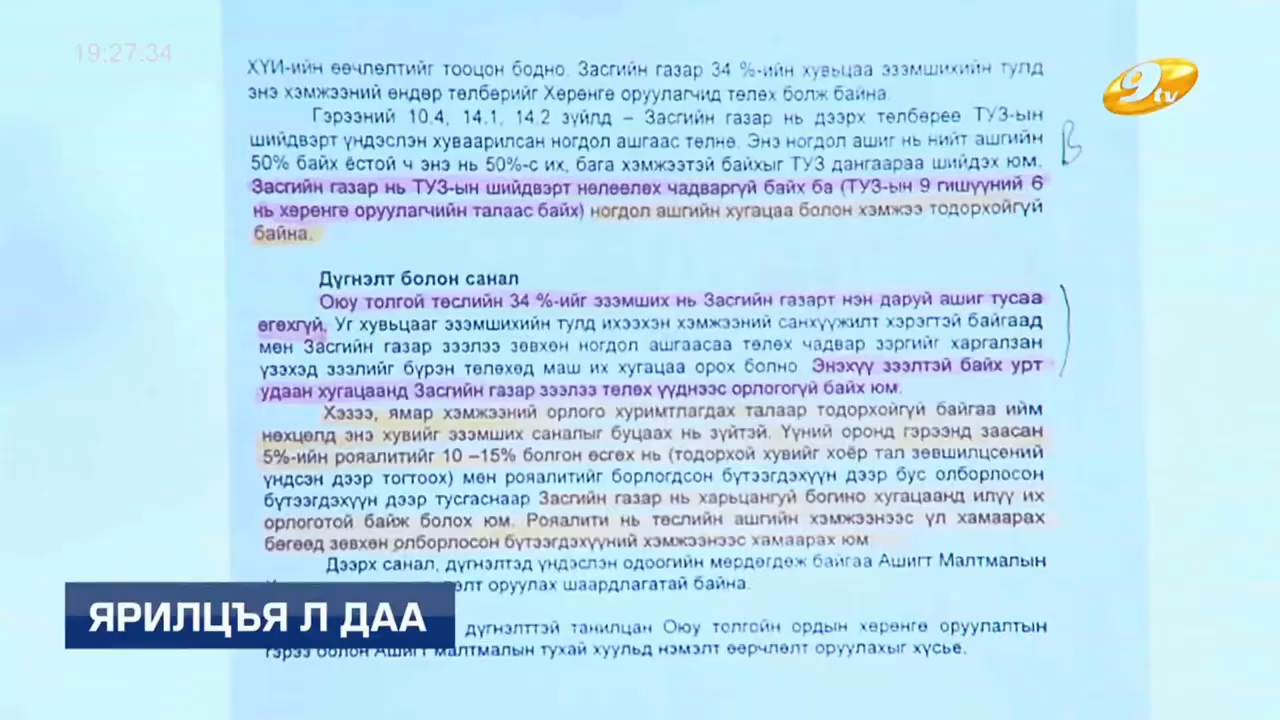 19:27:34
9tv
ХҮИ-ийн өөчлөлтийг тооцон бодно. Засгийн газар 34 %-ийн хувьцаа эзэмшихийн тулд
энэ хэмжээний өндөр төлбөрийг Хөрөнгө оруулагчид төлөх болж байна.
Гэрээний 10.4, 14.1, 14.2 зүйлд – Засгийн газар нь дээрх төлбөрөө ТУЗ-ын
шийдвэрт үндэслэн хуваарилсан ногдол ашгаас төлнө. Энэ ногдол ашиг нь нийт ашгийн
50% байх ёстой ч энэ нь 50%-с их, бага хэмжээтэй байхыг ТУЗ дангаараа шийдэх юм.
Засгийн газар нь ТУЗ-ын шийдвэрт нөлөөлөх чадваргүй байх ба (ТУЗ-ын 9 гишүүний 6
нь хөрөнгө оруулагчийн талаас байх) ногдол ашгийн хугацаа болон хэмжээ тодорхойгүй
байна.
Дүгнэлт болон санал
Оюу толгой төслийн 34 %-ийг эзэмших нь Засгийн газарт нэн даруй ашиг тусаа
өгөхгүй. Уг хувьцааг эзэмшихийн тулд ихээхэн хэмжээний санхүүжилт хэрэгтэй байгаад
мөн Засгийн газар зээлээ зөвхөн ногдол ашгаасаа төлөх чадвар зэргийг харгалзан
үзэхэд зээлийг бүрэн төлөхөд маш их хугацаа орох болно. Энэхүү зээлтэй байх урт
удаан хугацаанд Засгийн газар зээлээ төлөх үүднээс орлогогүй байх юм.
Хэзээ, ямар хэмжээний орлого хуримтлагдах талаар тодорхойгүй байгаа ийм
нөхцөлд энэ хувийг эзэмших саналыг буцаах нь зүйтэй. Үүний оронд гэрээнд заасан
5%-ийн роялитийг 10 –15% болгон өсгөх нь (тодорхой хувийг хоёр тал зөвшилцсөний
үндсэн дээр тогтоох) мөн роялитийг борлогдсон бүтээгдэхүүн дээр бус олборлосон
бүтээгдэхүүн дээр тусгаснаар Засгийн газар нь харьцангуй богино хугацаанд илүү их
орлоготой байж болох юм. Роялити нь төслийн ашгийн хэмжээнээс үл хамаарах
бөгөөд зөвхөн олборлосон бүтээгдэхүүний хэмжээнээс хамаарах юм.
Дээрх санал, дүгнэлтэд үндэслэн одоогийн мөрдөгдөж байгаа Ашигт Малтмалын
оруулах шаардлагатай байна.
дүгнэлттэй танилцан Оюу толгойн ордын хөрөнгө оруулалтын
гэрээ болон Ашигт малтмалын тухай хуульд нэмэлт өөрчлөлт оруулахыг хүсье.
ЯРИЛЦЪЯ Л ДАА